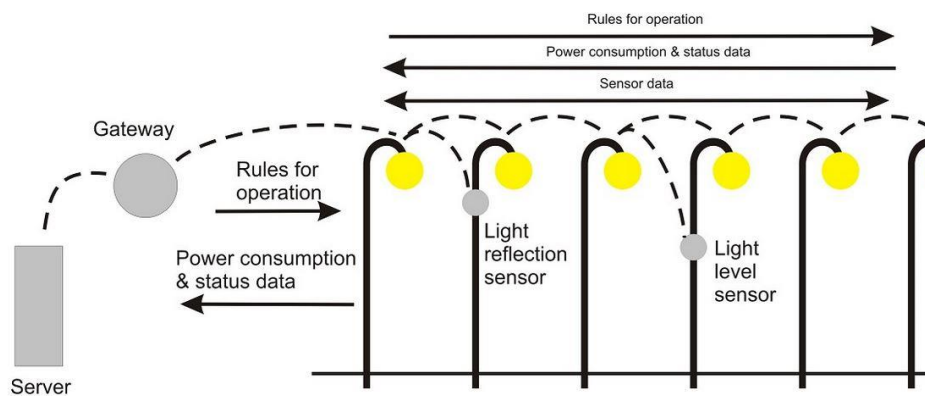 Rules for operation
Power consumption & status data
Sensor data
Gateway
Rules for
operation
Power consumption
& status data
Light
reflection
sensor
Light
level
sensor
Server